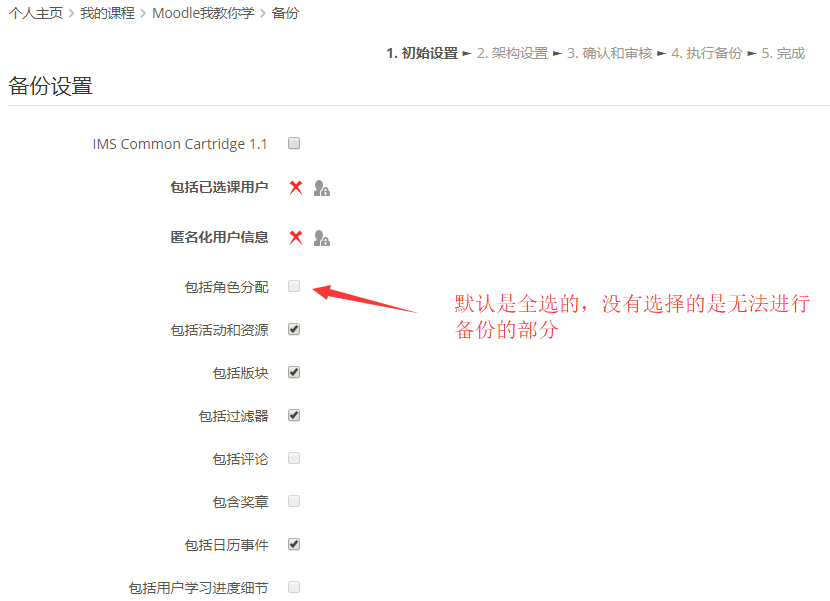 个人主页 > 我的课程 > Moodle我教你学 > 备份
1. 初始设置 ► 2. 架构设置 ► 3. 确认和审核 ► 4. 执行备份 ► 5. 完成
备份设置
IMS Common Cartridge 1.1
包括已选课用户
匿名化用户信息
包括角色分配
默认是全选的，没有选择的是无法进行
备份的部分
包括活动和资源
包括版块
包括过滤器
包括评论
包含奖章
包括日历事件
包括用户学习进度细节